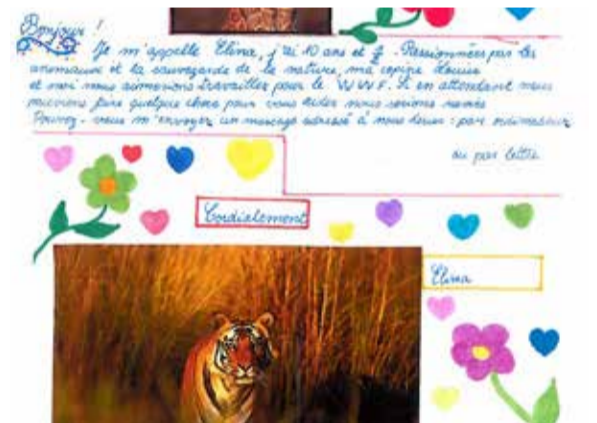 Bonjour !
Je m'appelle Elina, j'ai 10 ans et ½. Passionnées par les
animaux et la sauvegarde de la nature, ma copine Louise
et moi nous aimerions travailler pour le WWF. Si en attendant nous
pouvions faire quelque chose pour vous aider nous serions ravies
Pouvez-vous m'envoyer un message adressé à nous deux : par
ou par lettre
Cordialement
Elina